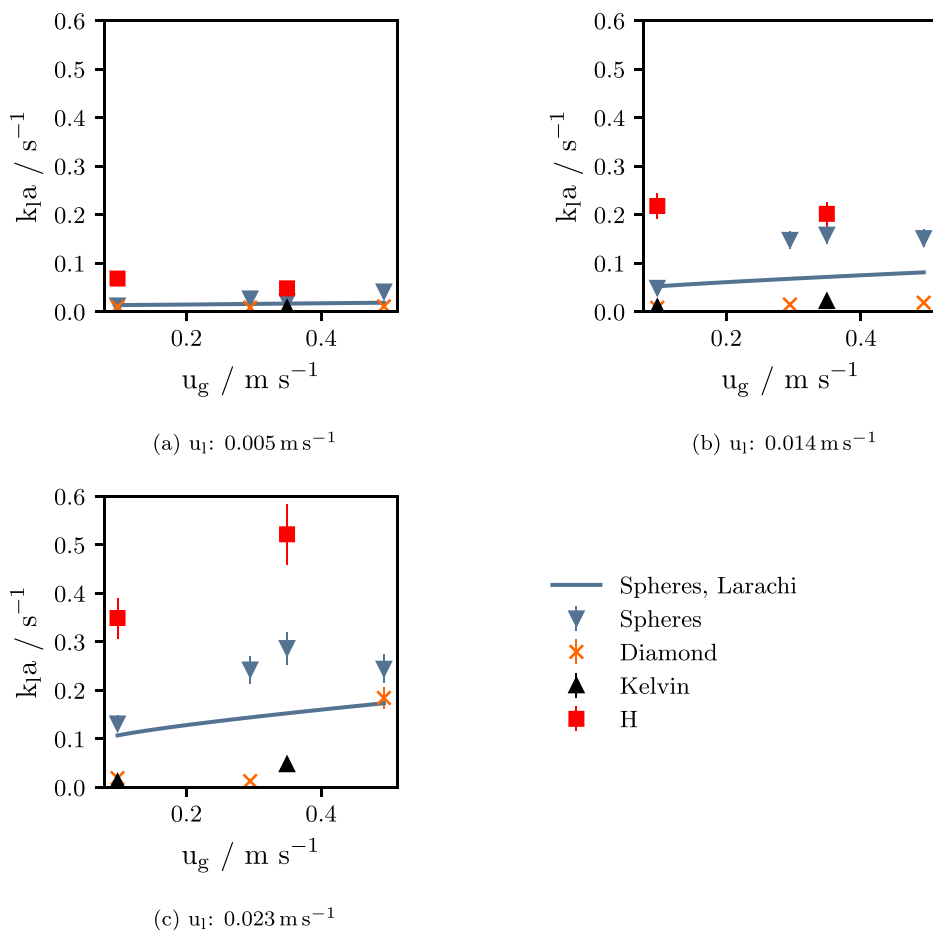 0.6
0.5
0.4
0.3
0.2
0.1
0.0
k_l a / s^{-1}
0.2 0.4
u_g / m s^{-1}
(a) u_l: 0.005 m s^{-1}
0.6
0.5
0.4
0.3
0.2
0.1
0.0
k_l a / s^{-1}
0.2 0.4
u_g / m s^{-1}
(b) u_l: 0.014 m s^{-1}
0.6
0.5
0.4
0.3
0.2
0.1
0.0
k_l a / s^{-1}
0.2 0.4
u_g / m s^{-1}
(c) u_l: 0.023 m s^{-1}
Spheres, Larachi
Spheres
Diamond
Kelvin
H